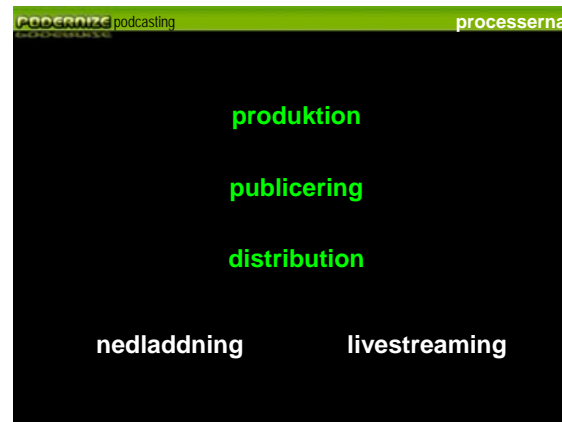 PODERNIZE podcasting processerna
produktion
publicering
distribution
nedladdning livestreaming